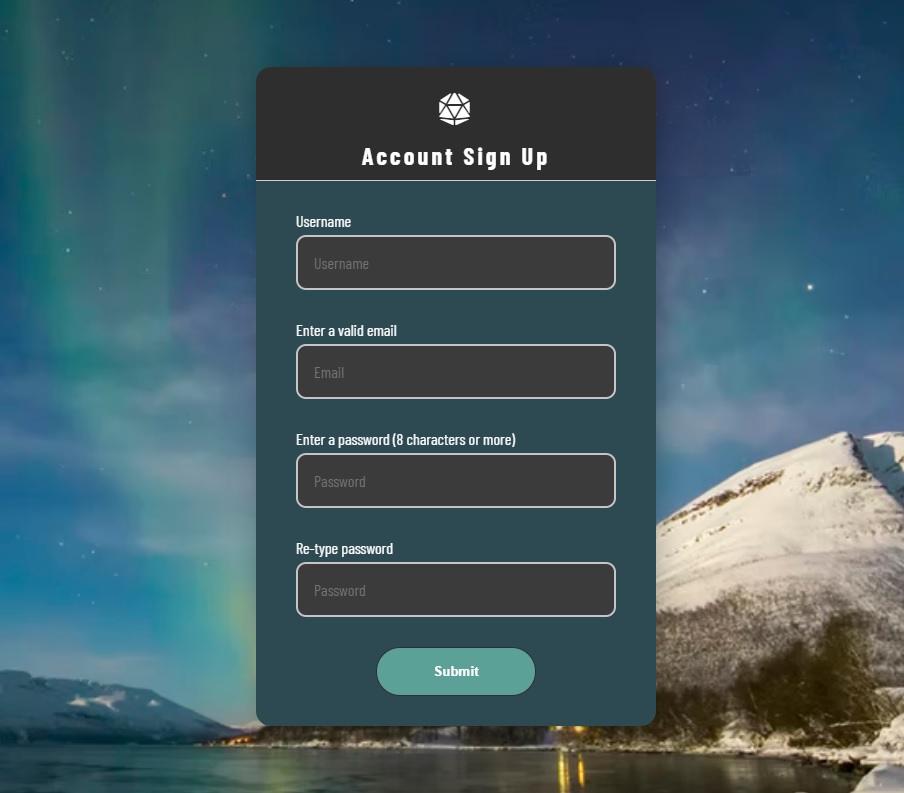 Account Sign Up
Username
Username
Enter a valid email
Email
Enter a password (8 characters or more)
Password
Re-type password
Password
Submit